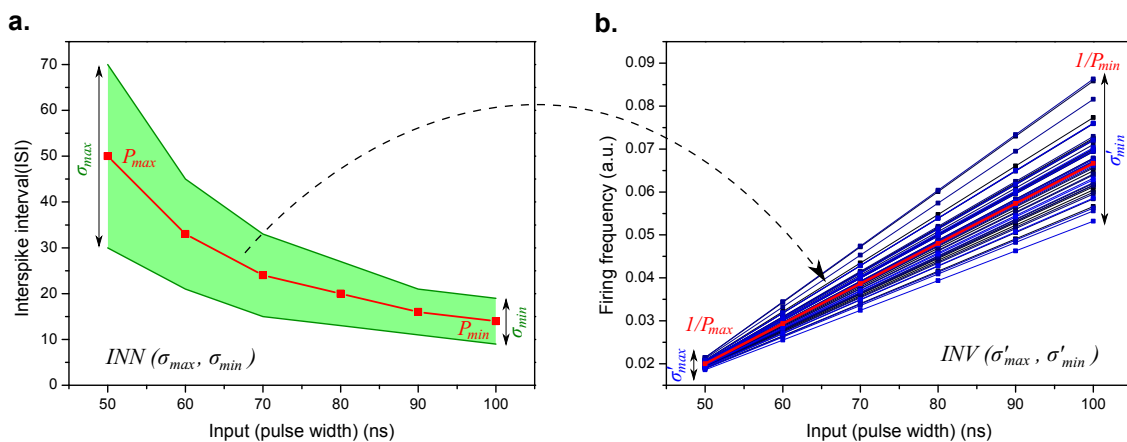 a.
Interspike interval(ISI)
70
60
50
40
30
20
10
0
σmax
Pmax
Pmin
σmin
INN (σmax, σmin)
50 60 70 80 90 100
Input (pulse width) (ns)
b.
Firing frequency (a.u.)
0.09
0.08
0.07
0.06
0.05
0.04
0.03
0.02
1/Pmin
σ'min
1/Pmax
σ'max
INV (σ'max , σ'min)
50 60 70 80 90 100
Input (pulse width) (ns)